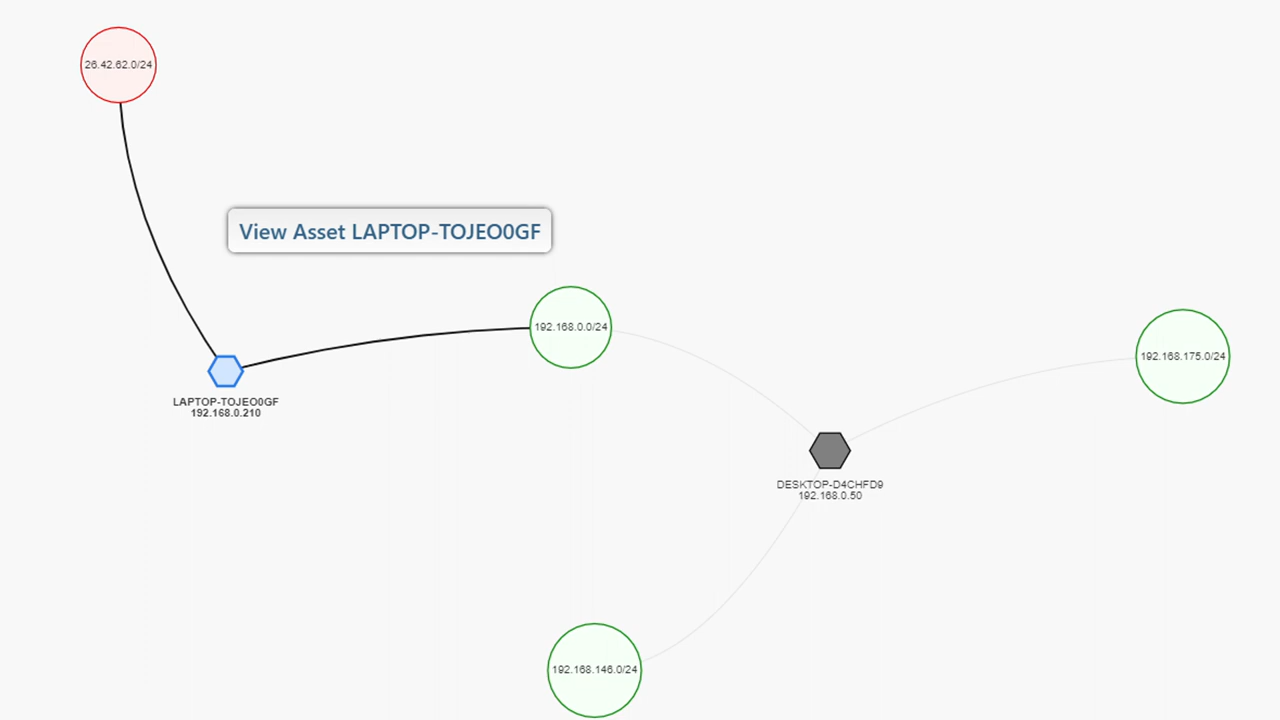 26.42.62.0/24
View Asset LAPTOP-TOJEO0GF
192.168.0.0/24
192.168.175.0/24
LAPTOP-TOJEO0GF
192.168.0.210
DESKTOP-D4CHFD9
192.168.0.50
192.168.146.0/24